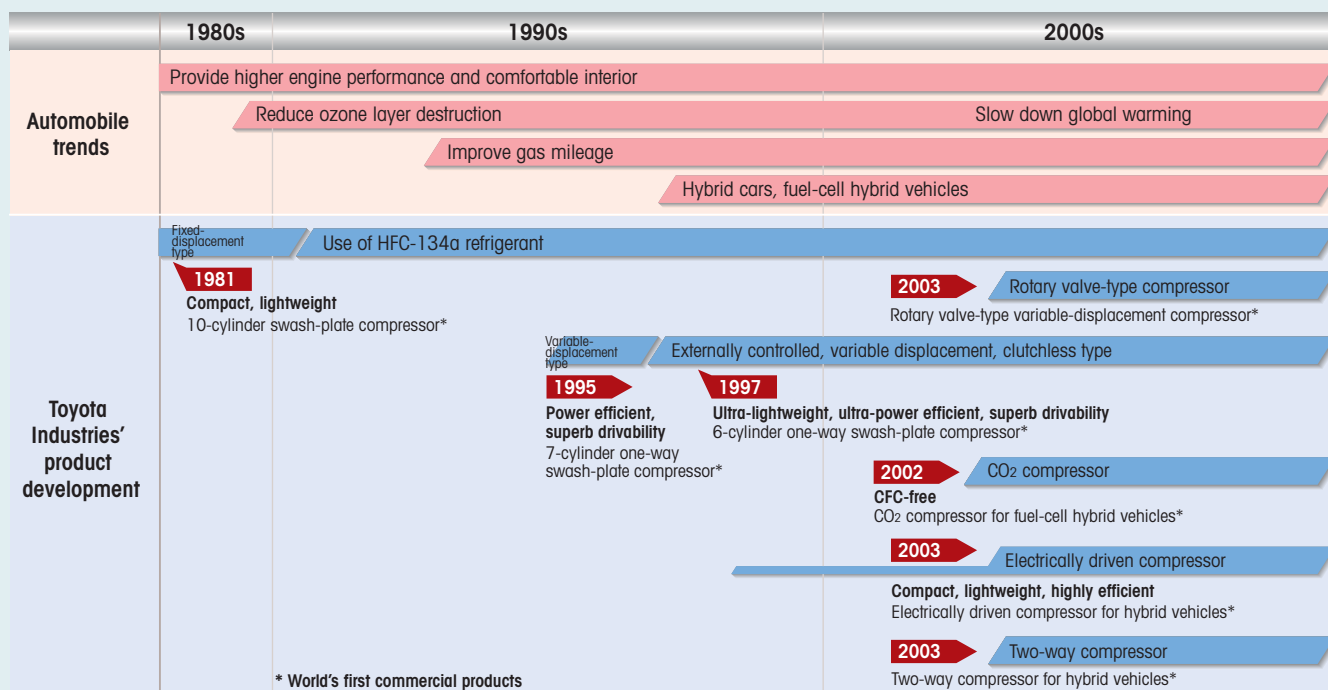 1980s 1990s 2000s
Automobile
trends
Provide higher engine performance and comfortable interior
Reduce ozone layer destruction Slow down global warming
Improve gas mileage
Hybrid cars, fuel-cell hybrid vehicles
Toyota
Industries'
product
development
Fixed-
displacement
type
Use of HFC-134a refrigerant
1981
Compact, lightweight
10-cylinder swash-plate compressor*
2003
Rotary valve-type compressor
Rotary valve-type variable-displacement compressor*
Variable-
displacement
type
Externally controlled, variable displacement, clutchless type
1995
Power efficient,
superb drivability
7-cylinder one-way
swash-plate compressor*
1997
Ultra-lightweight, ultra-power efficient, superb drivability
6-cylinder one-way swash-plate compressor*
2002
CO2 compressor
CFC-free
CO2 compressor for fuel-cell hybrid vehicles*
2003
Electrically driven compressor
Compact, lightweight, highly efficient
Electrically driven compressor for hybrid vehicles*
2003
Two-way compressor
Two-way compressor for hybrid vehicles*
* World's first commercial products